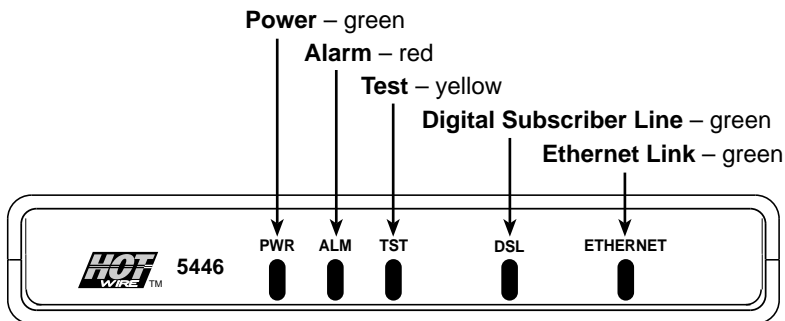 Power – green
Alarm – red
Test – yellow
Digital Subscriber Line – green
Ethernet Link – green
PWR ALM TST DSL ETHERNET
HOT WIRE TM 5446